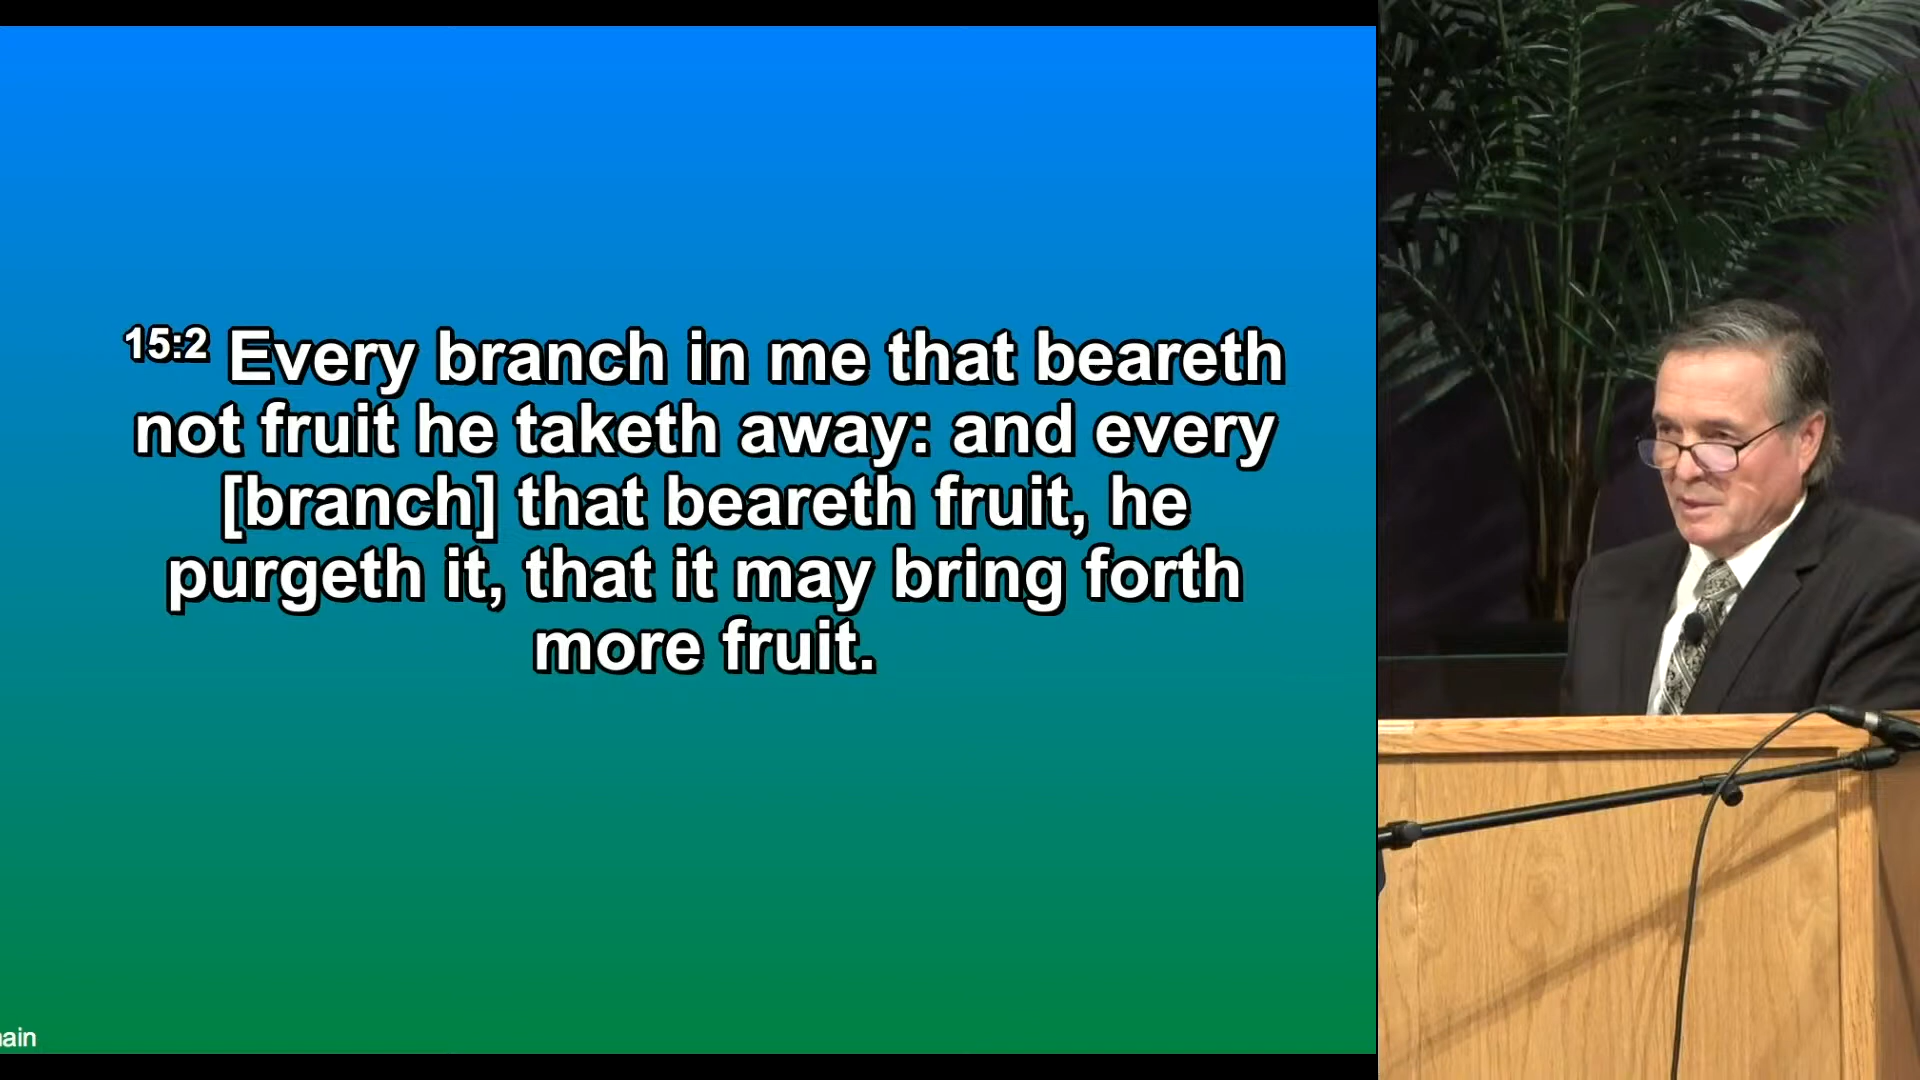 15:2 Every branch in me that beareth
not fruit he taketh away: and every
[branch] that beareth fruit, he
purgeth it, that it may bring forth
more fruit.
ain